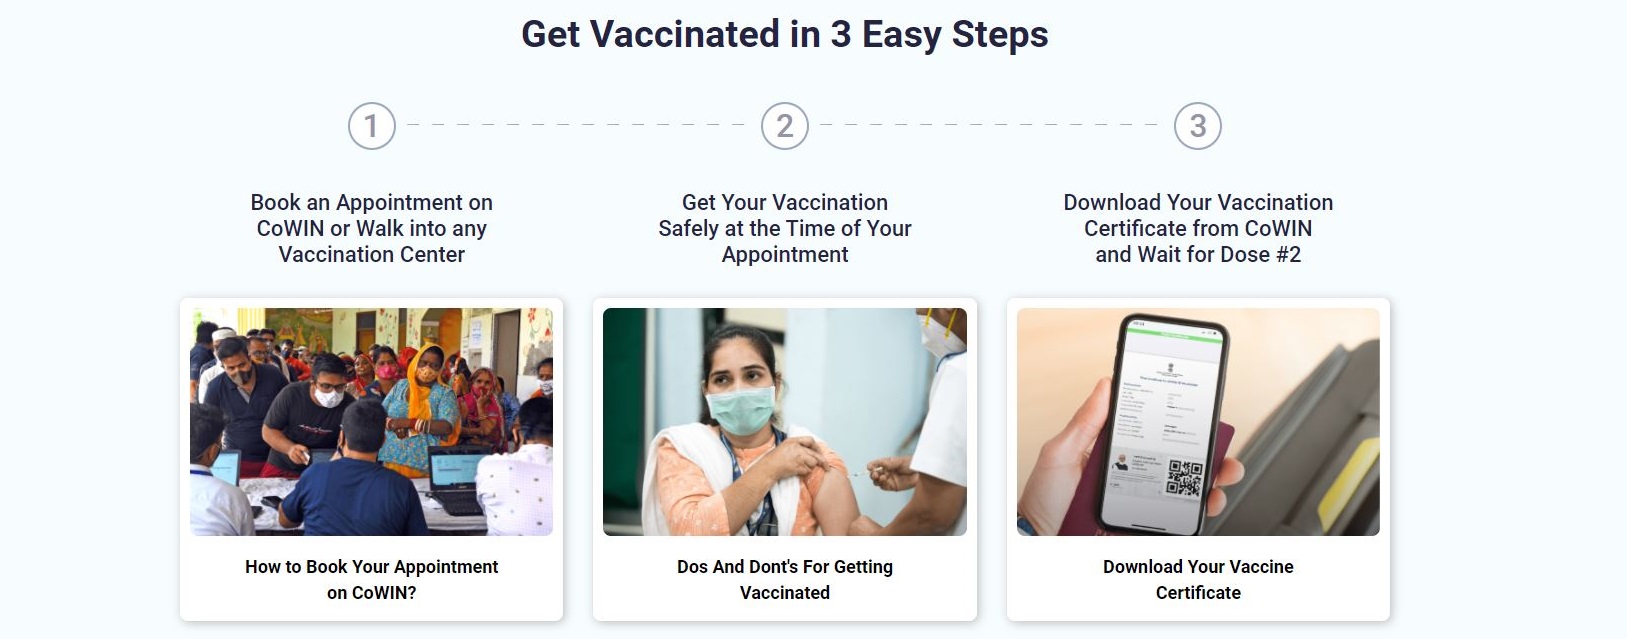 Get Vaccinated in 3 Easy Steps
1
2
3
Book an Appointment on
CoWIN or Walk into any
Vaccination Center
Get Your Vaccination
Safely at the Time of Your
Appointment
Download Your Vaccination
Certificate from CoWIN
and Wait for Dose #2
How to Book Your Appointment
on CoWIN?
Dos And Dont's For Getting
Vaccinated
Download Your Vaccine
Certificate